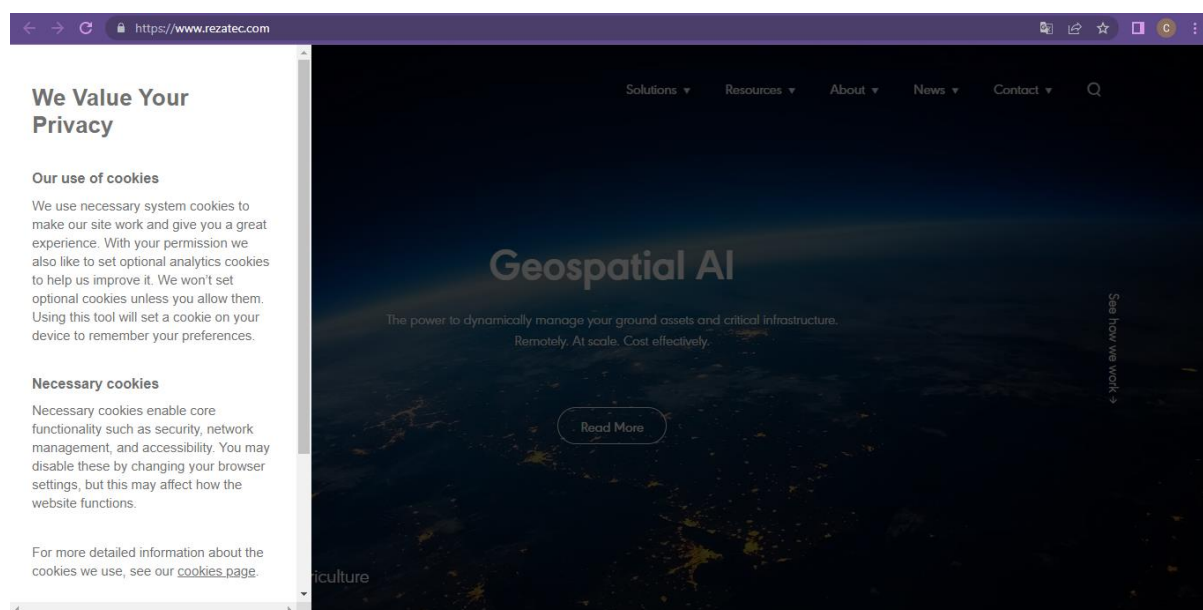 https://www.rezatec.com
C
We Value Your
Privacy
Our use of cookies
We use necessary system cookies to
make our site work and give you a great
experience. With your permission we
also like to set optional analytics cookies
to help us improve it. We won't set
optional cookies unless you allow them.
Using this tool will set a cookie on your
device to remember your preferences.
Necessary cookies
Necessary cookies enable core
functionality such as security, network
management, and accessibility. You may
disable these by changing your browser
settings, but this may affect how the
website functions.
For more detailed information about the
cookies we use, see our cookies page.
Solutions ▼ Resources ▼ About ▼ News ▼ Contact ▼
Geospatial AI
The power to dynamically manage your ground assets and critical infrastructure.
Remotely. At scale. Cost effectively.
Read More
See how we work →
riculture